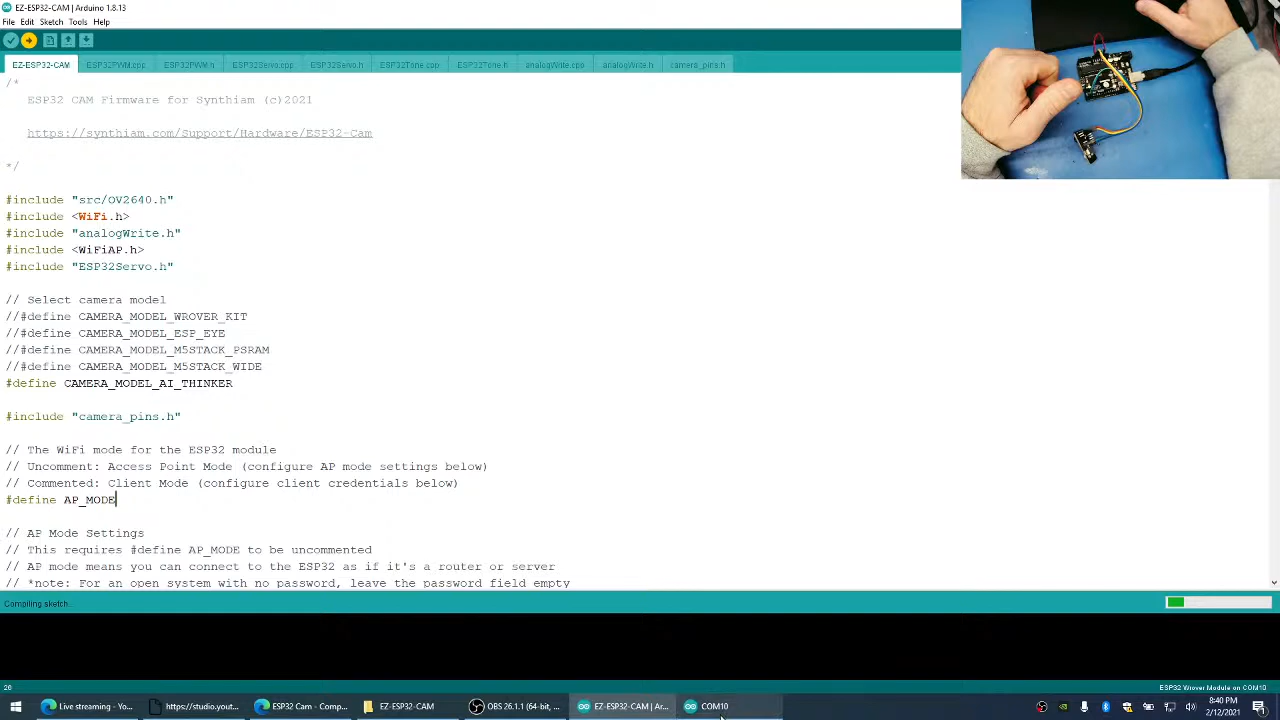 EZ-ESP32-CAM | Arduino 1.8.13
File Edit Sketch Tools Help
EZ-ESP32-CAM ESP32PWM.cpp ESP32PWM.h ESP32Servo.cpp ESP32Servo.h ESP32Tone.cpp ESP32Tone.h analogWrite.cpp analogWrite.h camera_pins.h
/*
ESP32 CAM Firmware for Synthiam (c)2021
https://synthiam.com/Support/Hardware/ESP32-Cam
*/
#include "src/OV2640.h"
#include <WiFi.h>
#include "analogWrite.h"
#include <WiFiAP.h>
#include "ESP32Servo.h"
// Select camera model
//#define CAMERA_MODEL_WROVER_KIT
//#define CAMERA_MODEL_ESP_EYE
//#define CAMERA_MODEL_M5STACK_PSRAM
//#define CAMERA_MODEL_M5STACK_WIDE
#define CAMERA_MODEL_AI_THINKER
#include "camera_pins.h"
// The WiFi mode for the ESP32 module
// Uncomment: Access Point Mode (configure AP mode settings below)
// Commented: Client Mode (configure client credentials below)
#define AP_MODE
// AP Mode Settings
// This requires #define AP_MODE to be uncommented
// AP mode means you can connect to the ESP32 as if it's a router or server
// *note: For an open system with no password, leave the password field empty
Compiling sketch.
26 ESP32 Wrover Module on COM10
Live streaming - Yo... https://studio.yout... ESP32 Cam - Comp... EZ-ESP32-CAM OBS 26.1.1 (64-bit, ... EZ-ESP32-CAM | Ar... COM10
8:40 PM
2/12/2021